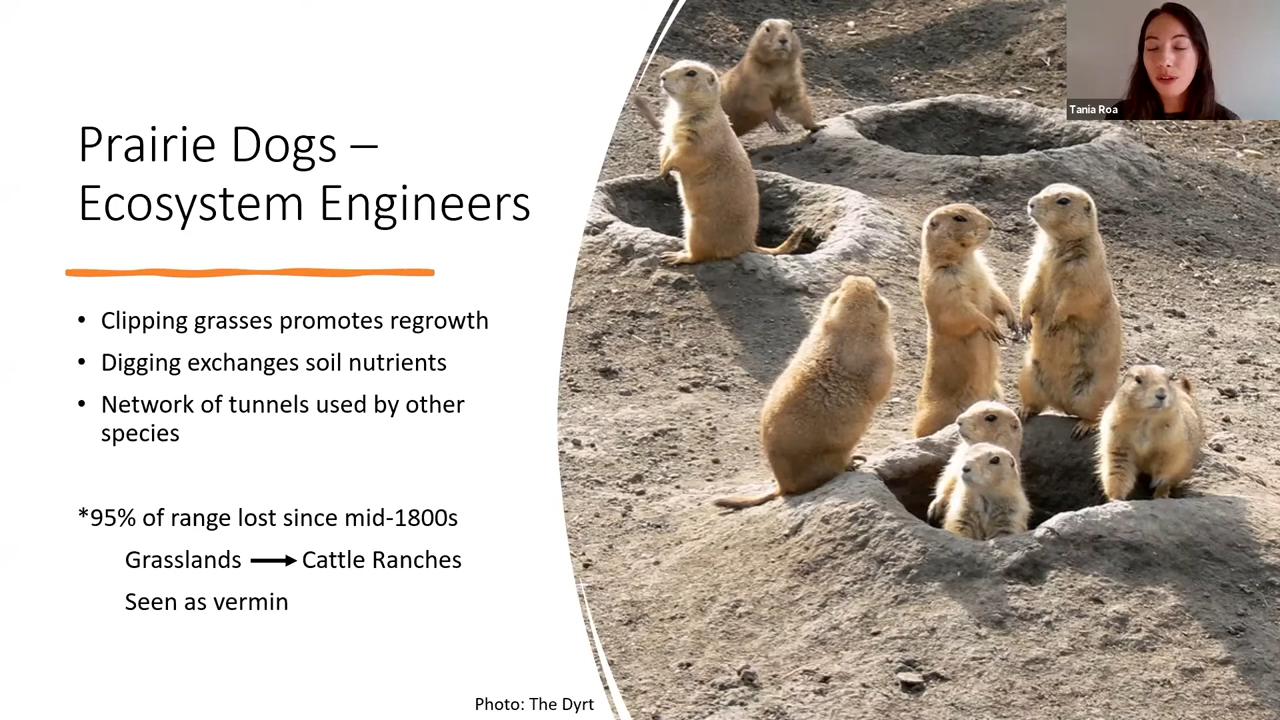 Prairie Dogs –
Ecosystem Engineers
• Clipping grasses promotes regrowth
• Digging exchanges soil nutrients
• Network of tunnels used by other
species
*95% of range lost since mid-1800s
Grasslands ⟶ Cattle Ranches
Seen as vermin
Photo: The Dyrt
Tania Roa